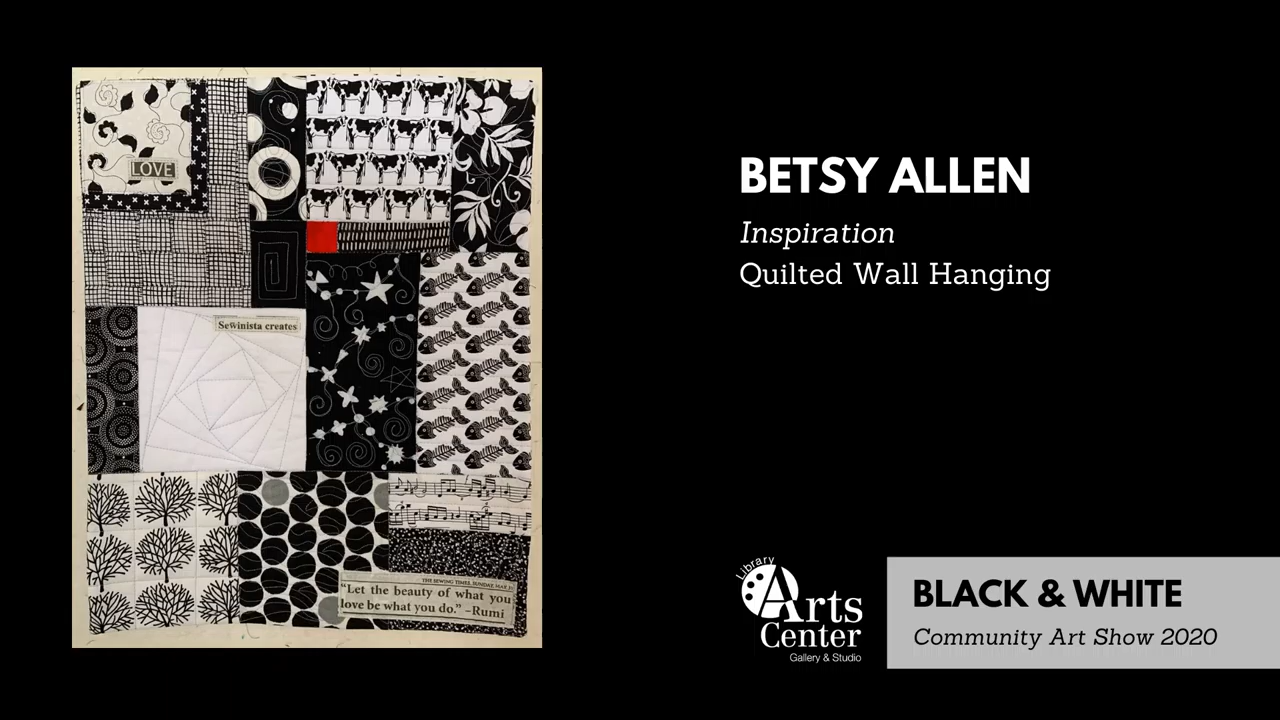 LOVE
Sewinista creates
THE SEWING TIMES, SUNDAY, MAY 21
“Let the beauty of what you
love be what you do.” –Rumi
BETSY ALLEN
Inspiration
Quilted Wall Hanging
Library
Arts
Center
Gallery & Studio
BLACK & WHITE
Community Art Show 2020